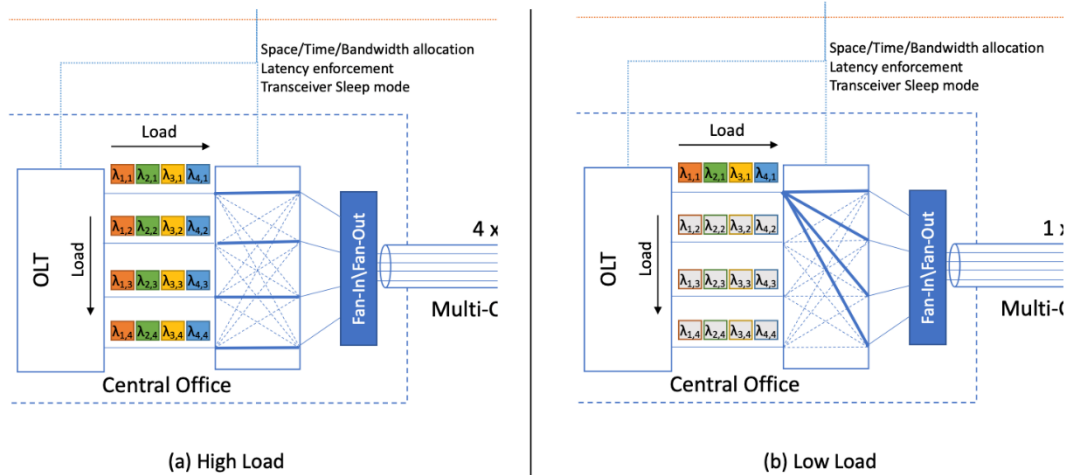 Space/Time/Bandwidth allocation
Latency enforcement
Transceiver Sleep mode
Load
λ1,1 λ2,1 λ3,1 λ4,1
λ1,2 λ2,2 λ3,2 λ4,2
λ1,3 λ2,3 λ3,3 λ4,3
λ1,4 λ2,4 λ3,4 λ4,4
OLT
Load
Fan-In\Fan-Out
4 x
Multi-C
Central Office
(a) High Load
Space/Time/Bandwidth allocation
Latency enforcement
Transceiver Sleep mode
Load
λ1,1 λ2,1 λ3,1 λ4,1
λ1,2 λ2,2 λ3,2 λ4,2
λ1,3 λ2,3 λ3,3 λ4,3
λ1,4 λ2,4 λ3,4 λ4,4
OLT
Load
Fan-In\Fan-Out
1 x
Multi-C
Central Office
(b) Low Load